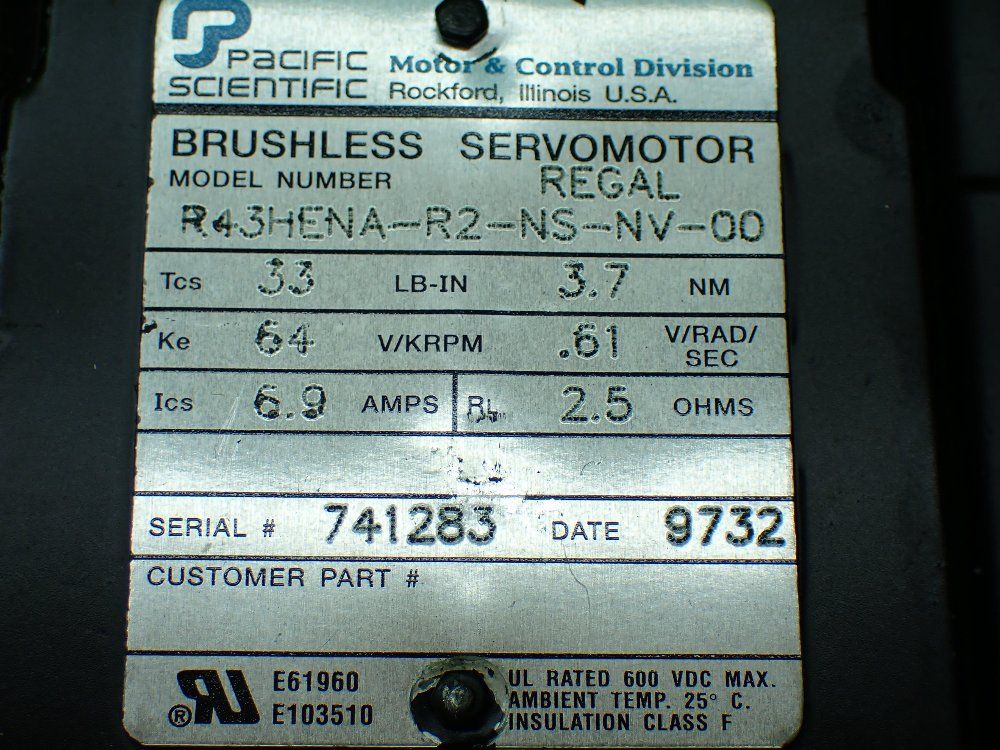 PACIFIC
SCIENTIFIC
Motor & Control Division
Rockford, Illinois U.S.A.
BRUSHLESS SERVOMOTOR
MODEL NUMBER REGAL
R43HENA-R2-NS-NV-00
Tcs 33 LB-IN 3.7 NM
Ke 64 V/KRPM .61 V/RAD/
SEC
Ics 6.9 AMPS 2.5 OHMS
SERIAL # 741283 DATE 9732
CUSTOMER PART #
E61960
E103510
UL RATED 600 VDC MAX.
AMBIENT TEMP. 25° C.
INSULATION CLASS F